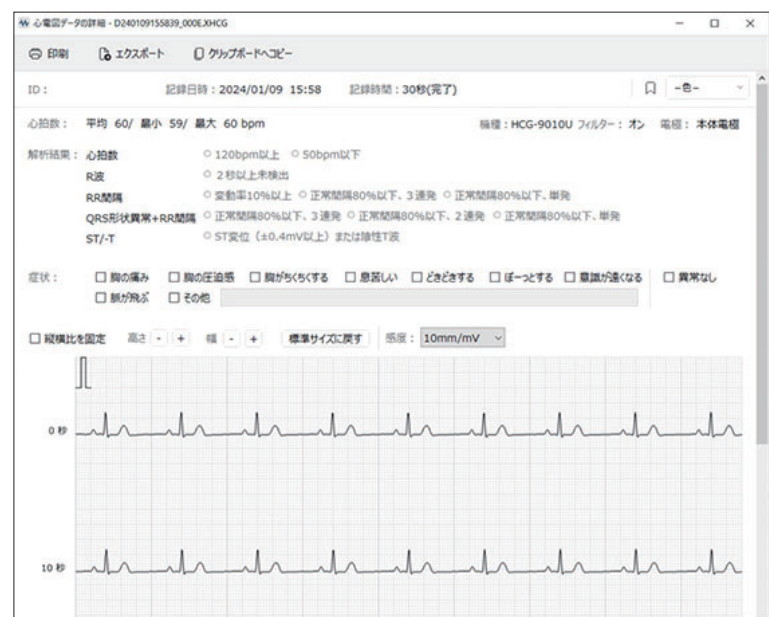 心電図データの詳細 - D240109155839_000E.XHCG
印刷 エクスポート クリップボードへコピー
ID： 記録日時：2024/01/09 15:58 記録時間：30秒(完了) -色-
心拍数： 平均 60/ 最小 59/ 最大 60 bpm 機種：HCG-9010U フィルター： オン 電極： 本体電極
解析結果： 心拍数 120bpm以上 50bpm以下
R波 2秒以上未検出
RR間隔 変動率10%以上 正常間隔80%以下、3連発 正常間隔80%以下、単発
QRS形状異常+RR間隔 正常間隔80%以下、3連発 正常間隔80%以下、2連発 正常間隔80%以下、単発
ST/-T ST変位（±0.4mV以上）または陰性T波
症状： 胸の痛み 胸の圧迫感 胸がちくちくする 息苦しい どきどきする ぼーっとする 意識が遠くなる 異常なし
脈が飛ぶ その他
縦横比を固定 高さ - + 幅 - + 標準サイズに戻す 感度： 10mm/mV
0 秒
10 秒